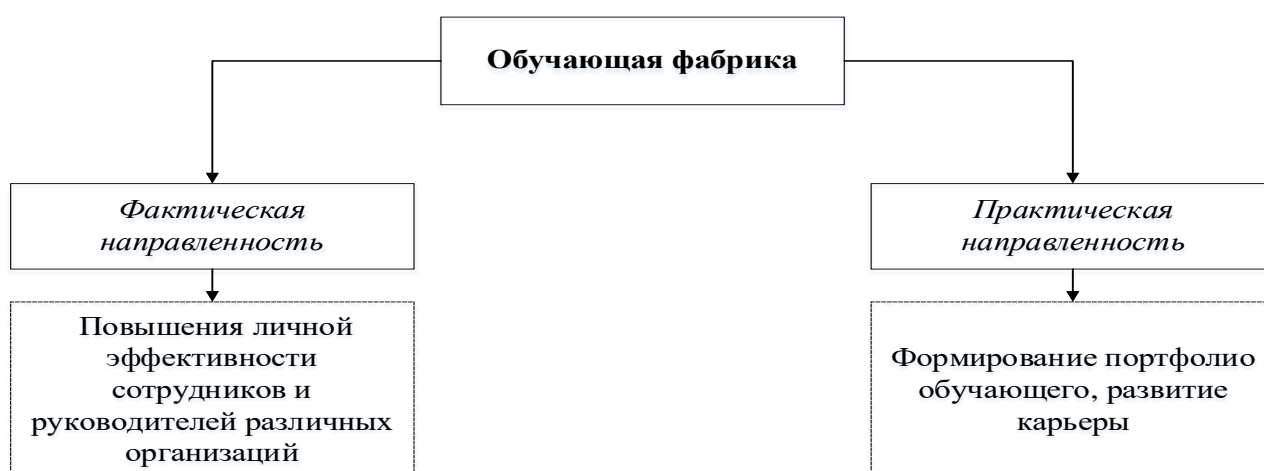 Обучающая фабрика
Фактическая
направленность
Практическая
направленность
Повышения личной
эффективности
сотрудников и
руководителей различных
организаций
Формирование портфолио
обучающего, развитие
карьеры